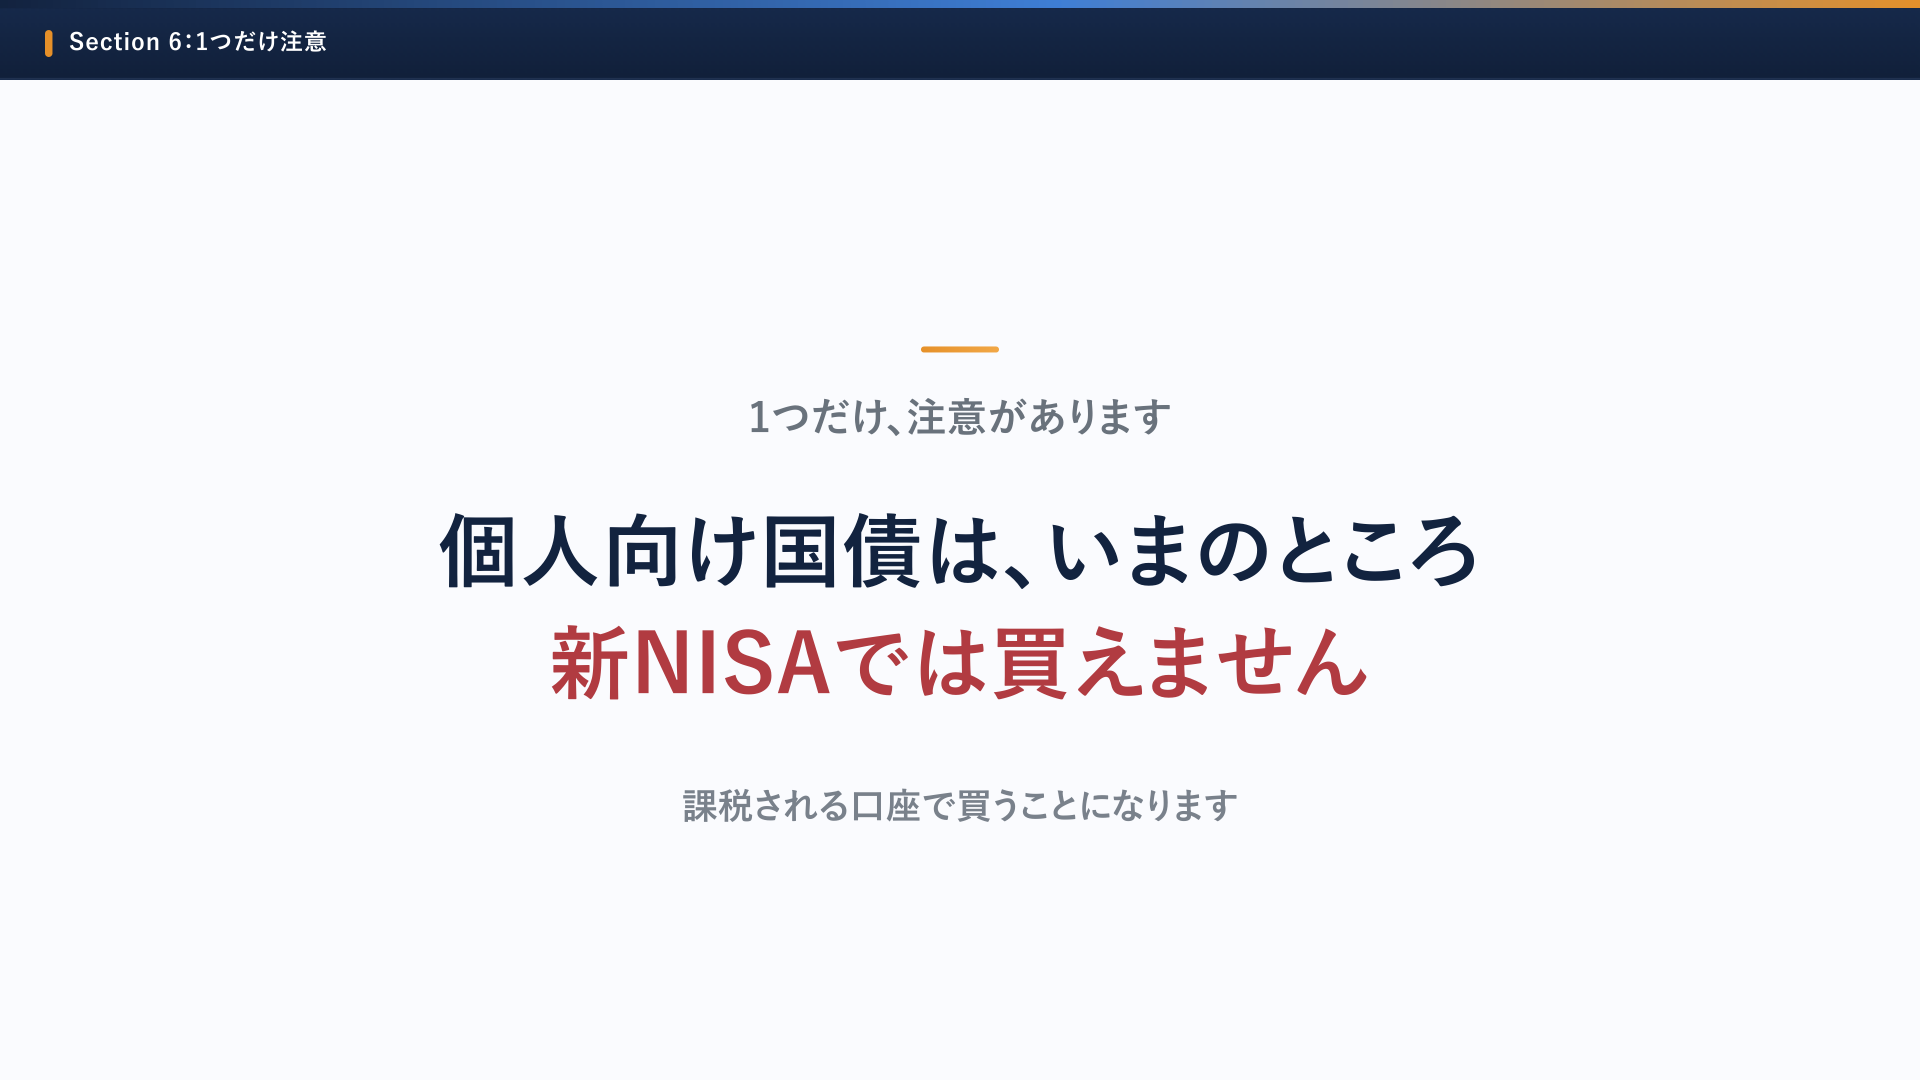 Section 6：1つだけ注意
1つだけ、注意があります
個人向け国債は、いまのところ
新NISAでは買えません
課税される口座で買うことになります